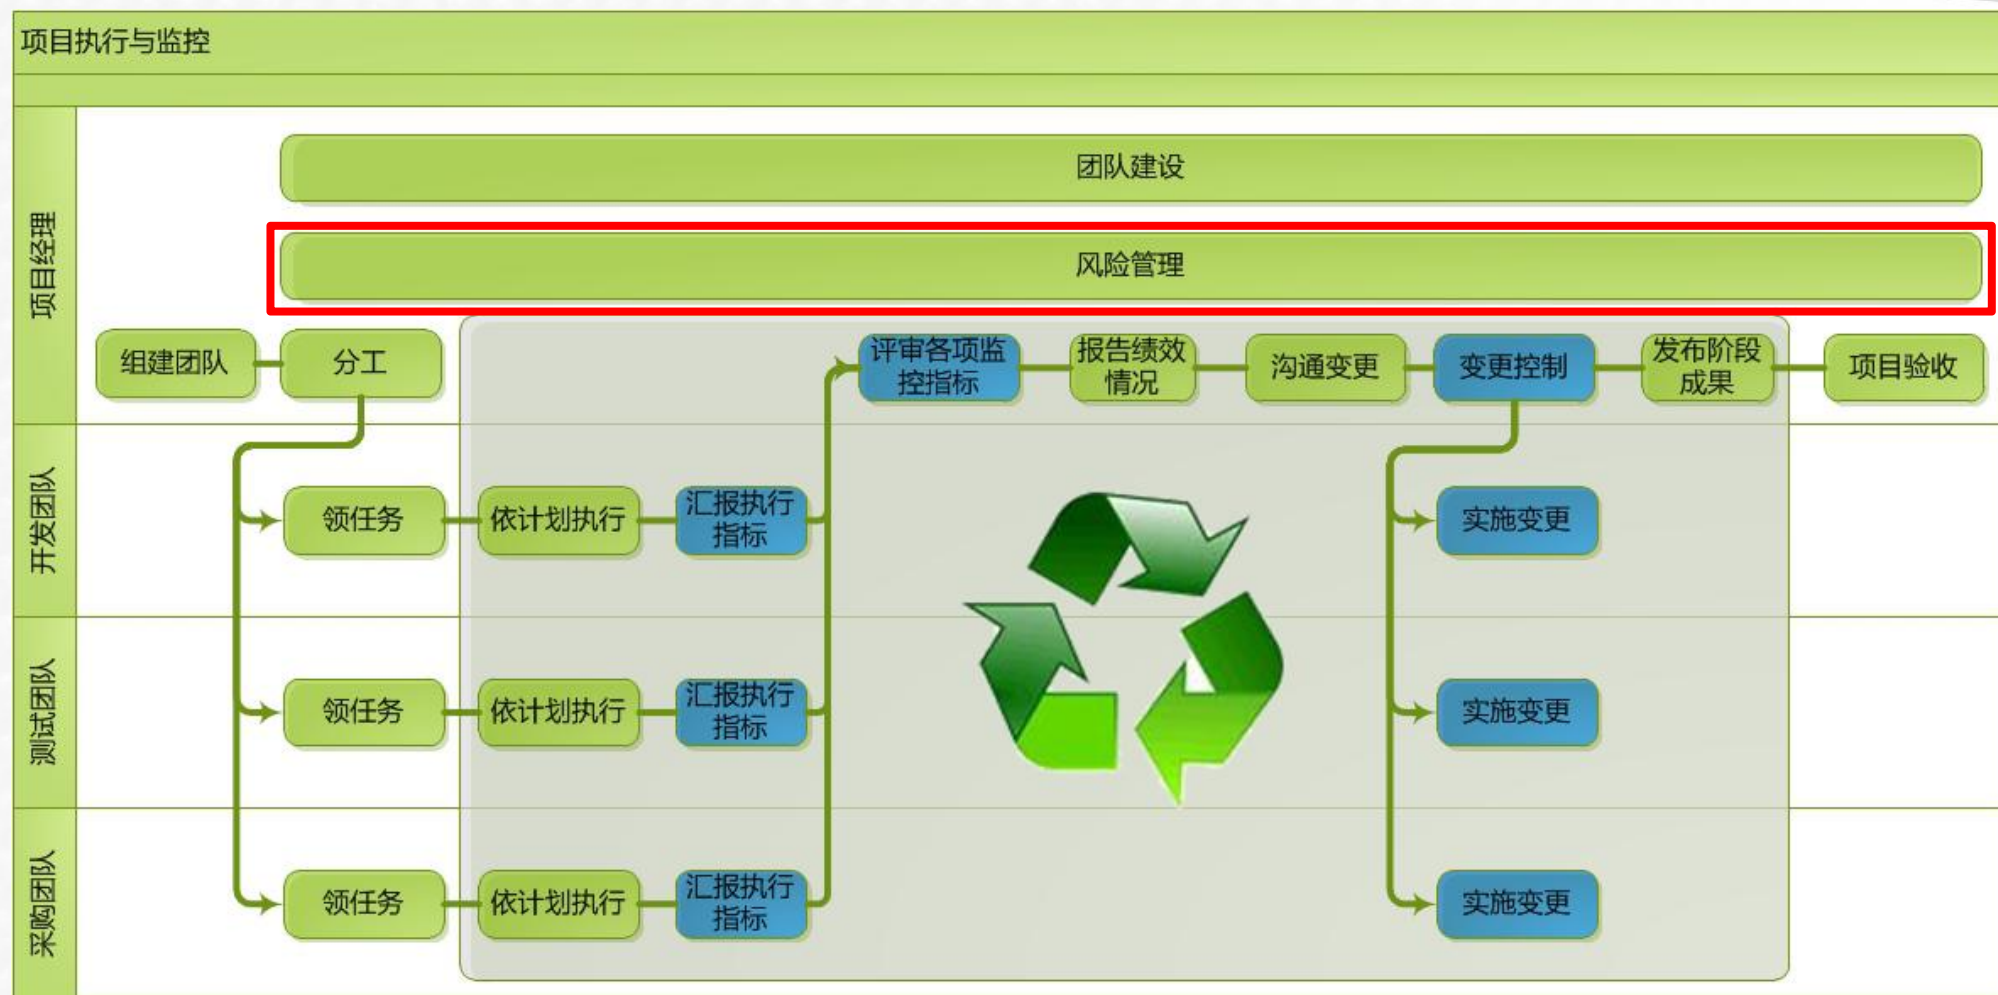 项目执行与监控
项目经理
团队建设
风险管理
组建团队
分工
评审各项监
控指标
报告绩效
情况
沟通变更
变更控制
发布阶段
成果
项目验收
开发团队
领任务
依计划执行
汇报执行
指标
实施变更
测试团队
领任务
依计划执行
汇报执行
指标
实施变更
采购团队
领任务
依计划执行
汇报执行
指标
实施变更